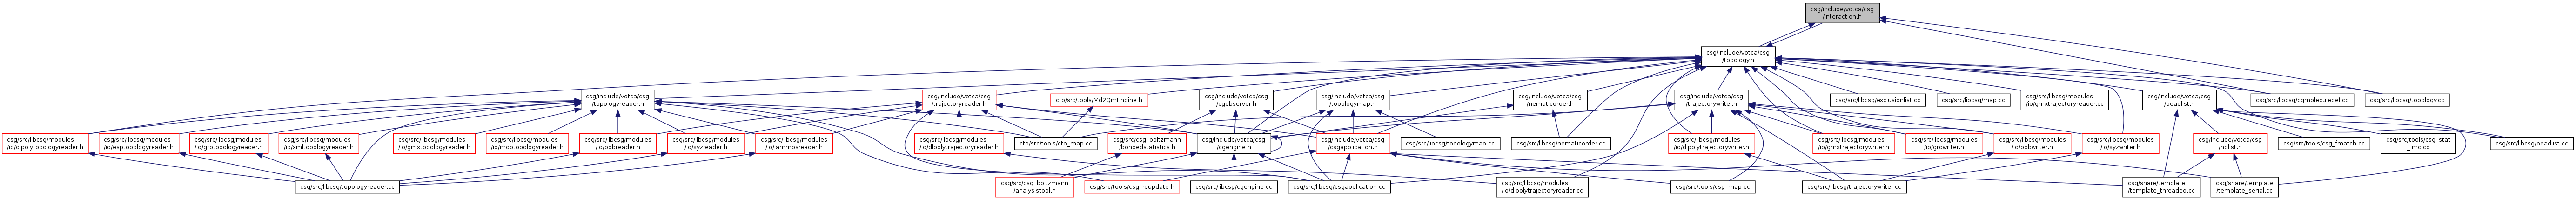 csg/include/votca/csg
/interaction.h
csg/include/votca/csg
/topology.h
csg/include/votca/csg
/topologyreader.h
csg/include/votca/csg
/trajectoryreader.h
ctp/src/tools/Md2QmEngine.h
csg/include/votca/csg
/cgobserver.h
csg/include/votca/csg
/topologymap.h
csg/include/votca/csg
/nematicorder.h
csg/include/votca/csg
/trajectorywriter.h
csg/src/libcsg/exclusionlist.cc
csg/src/libcsg/map.cc
csg/src/libcsg/modules
/io/gmxtrajectoryreader.cc
csg/include/votca/csg
/beadlist.h
csg/src/libcsg/cgmoleculedef.cc
csg/src/libcsg/topology.cc
csg/src/libcsg/modules
/io/dlpolytopologyreader.h
csg/src/libcsg/modules
/io/esptopologyreader.h
csg/src/libcsg/modules
/io/grotopologyreader.h
csg/src/libcsg/modules
/io/xmltopologyreader.h
csg/src/libcsg/modules
/io/gmxtopologyreader.h
csg/src/libcsg/modules
/io/mdptopologyreader.h
csg/src/libcsg/modules
/io/pdbreader.h
csg/src/libcsg/modules
/io/xyzreader.h
csg/src/libcsg/modules
/io/lammpsreader.h
csg/src/libcsg/modules
/io/dlpolytrajectoryreader.h
ctp/src/tools/ctp_map.cc
csg/src/csg_boltzmann
/bondedstatistics.h
csg/include/votca/csg
/cgengine.h
csg/include/votca/csg
/csgapplication.h
csg/src/libcsg/topologymap.cc
csg/src/libcsg/nematicorder.cc
csg/src/libcsg/modules
/io/dlpolytrajectorywriter.h
csg/src/libcsg/modules
/io/gmxtrajectorywriter.h
csg/src/libcsg/modules
/io/growriter.h
csg/src/libcsg/modules
/io/pdbwriter.h
csg/src/libcsg/modules
/io/xyzwriter.h
csg/include/votca/csg
/nblist.h
csg/src/tools/csg_fmatch.cc
csg/src/tools/csg_stat
_imc.cc
csg/src/libcsg/beadlist.cc
csg/src/libcsg/topologyreader.cc
csg/src/csg_boltzmann
/analysistool.h
csg/src/tools/csg_reupdate.h
csg/src/libcsg/cgengine.cc
csg/src/libcsg/csgapplication.cc
csg/src/libcsg/modules
/io/dlpolytrajectoryreader.cc
csg/src/tools/csg_map.cc
csg/src/libcsg/trajectorywriter.cc
csg/share/template
/template_threaded.cc
csg/share/template
/template_serial.cc